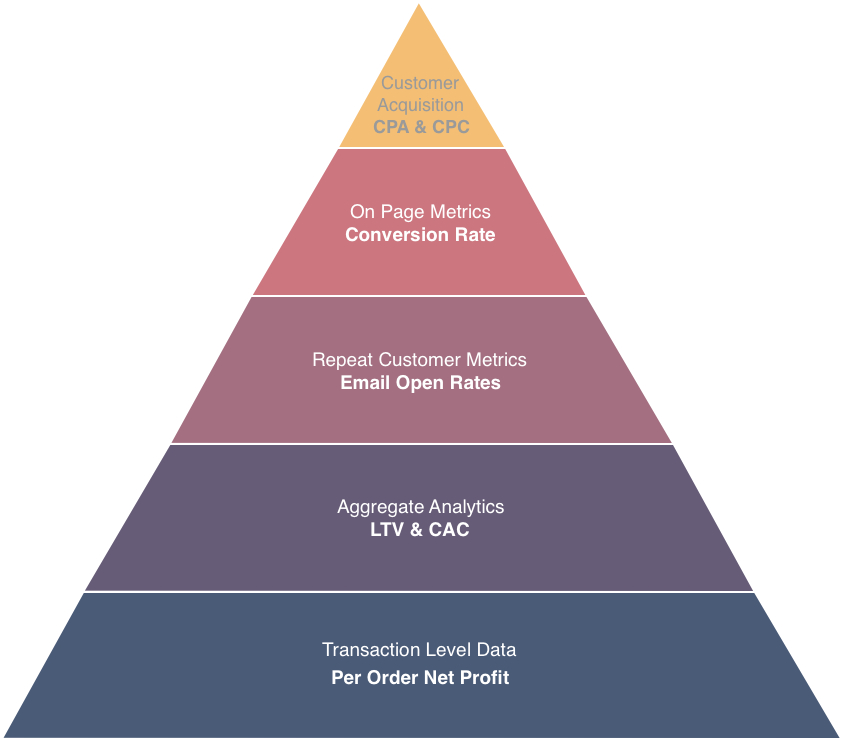 Customer
Acquisition
CPA & CPC
On Page Metrics
Conversion Rate
Repeat Customer Metrics
Email Open Rates
Aggregate Analytics
LTV & CAC
Transaction Level Data
Per Order Net Profit